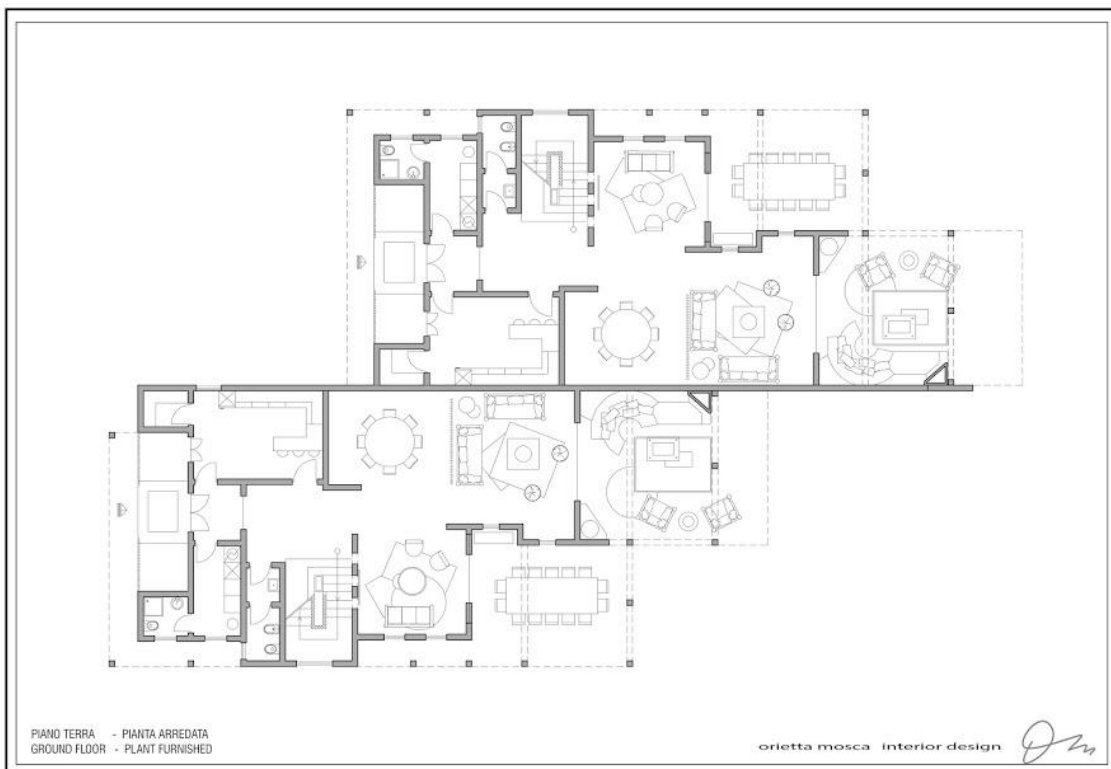 PIANO TERRA - PIANTA ARREDATA
GROUND FLOOR - PLANT FURNISHED
orietta mosca interior design